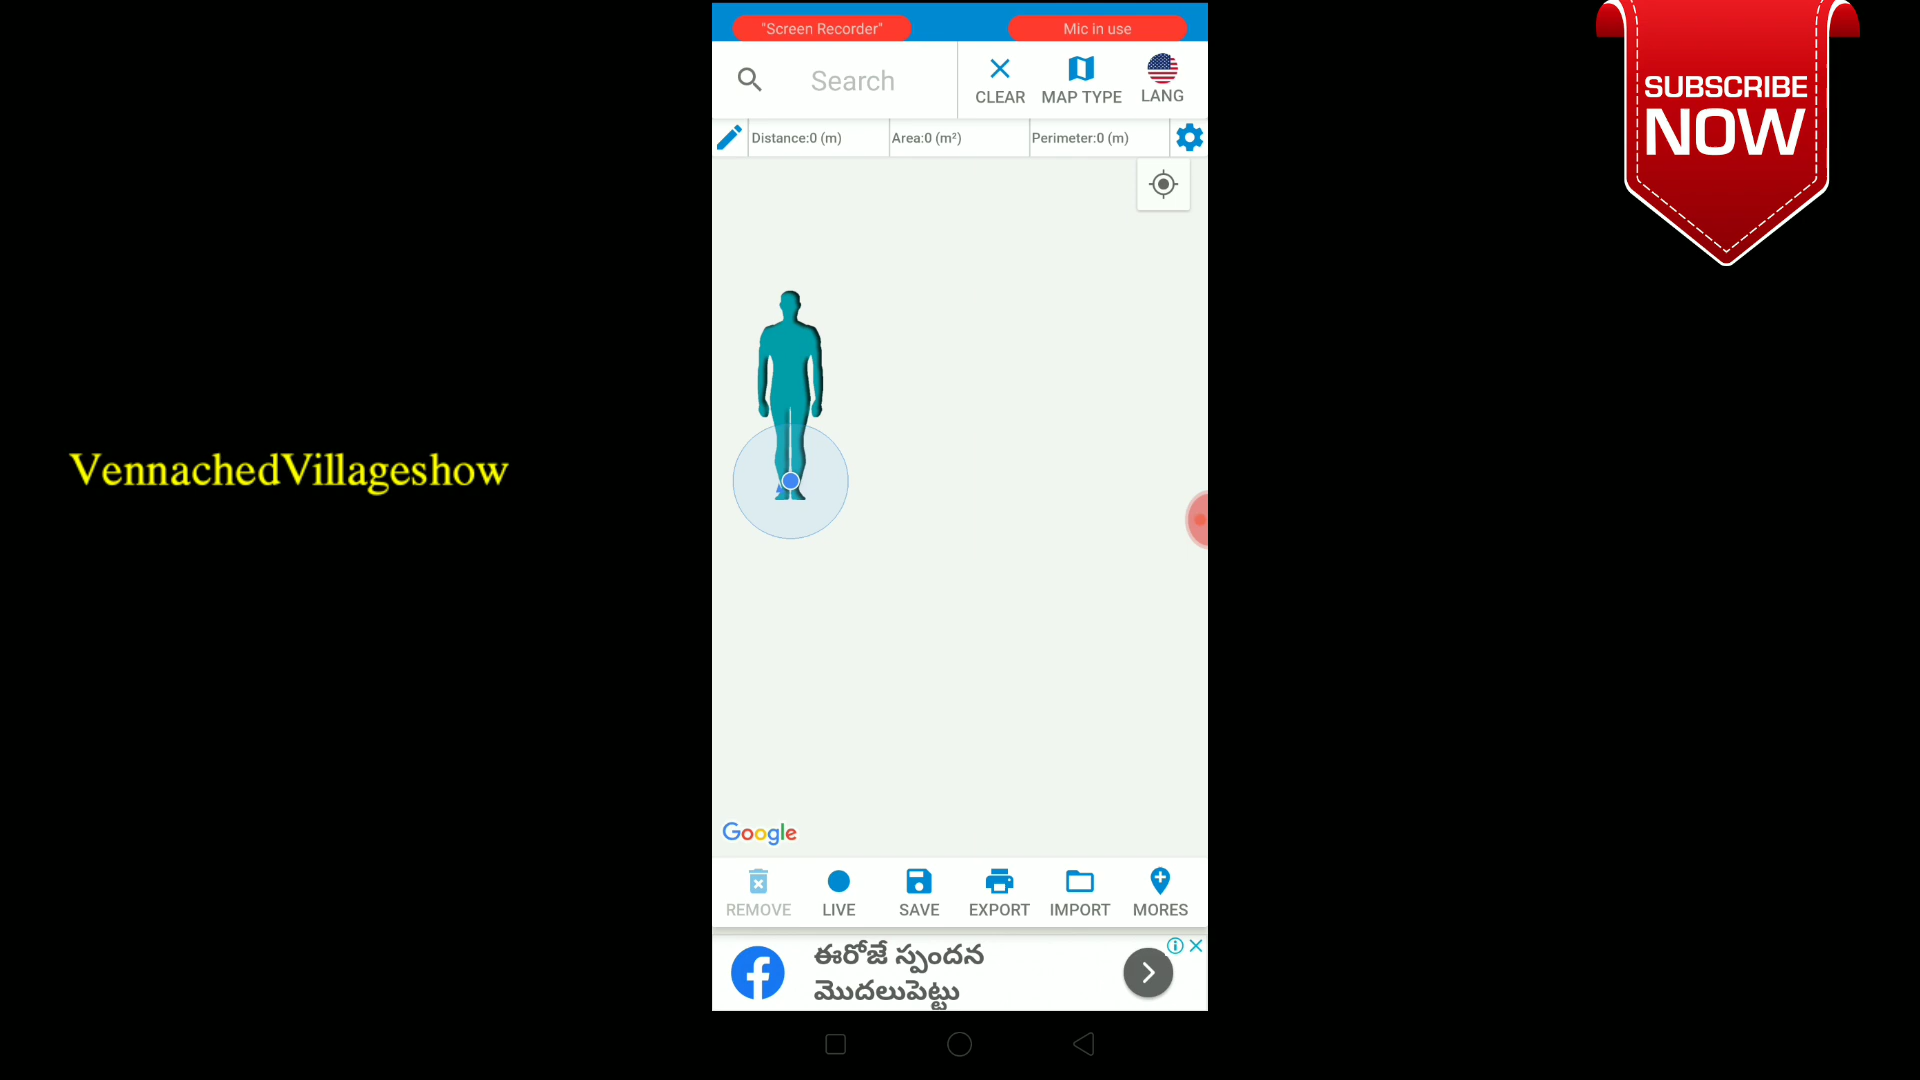 "Screen Recorder"
Mic in use
Search
CLEAR
MAP TYPE
LANG
Distance:0 (m)
Area:0 (m²)
Perimeter:0 (m)
SUBSCRIBE
NOW
VennachedVillageshow
Google
REMOVE
LIVE
SAVE
EXPORT
IMPORT
MORES
ఈరోజే స్పందన
మొదలుపెట్టు